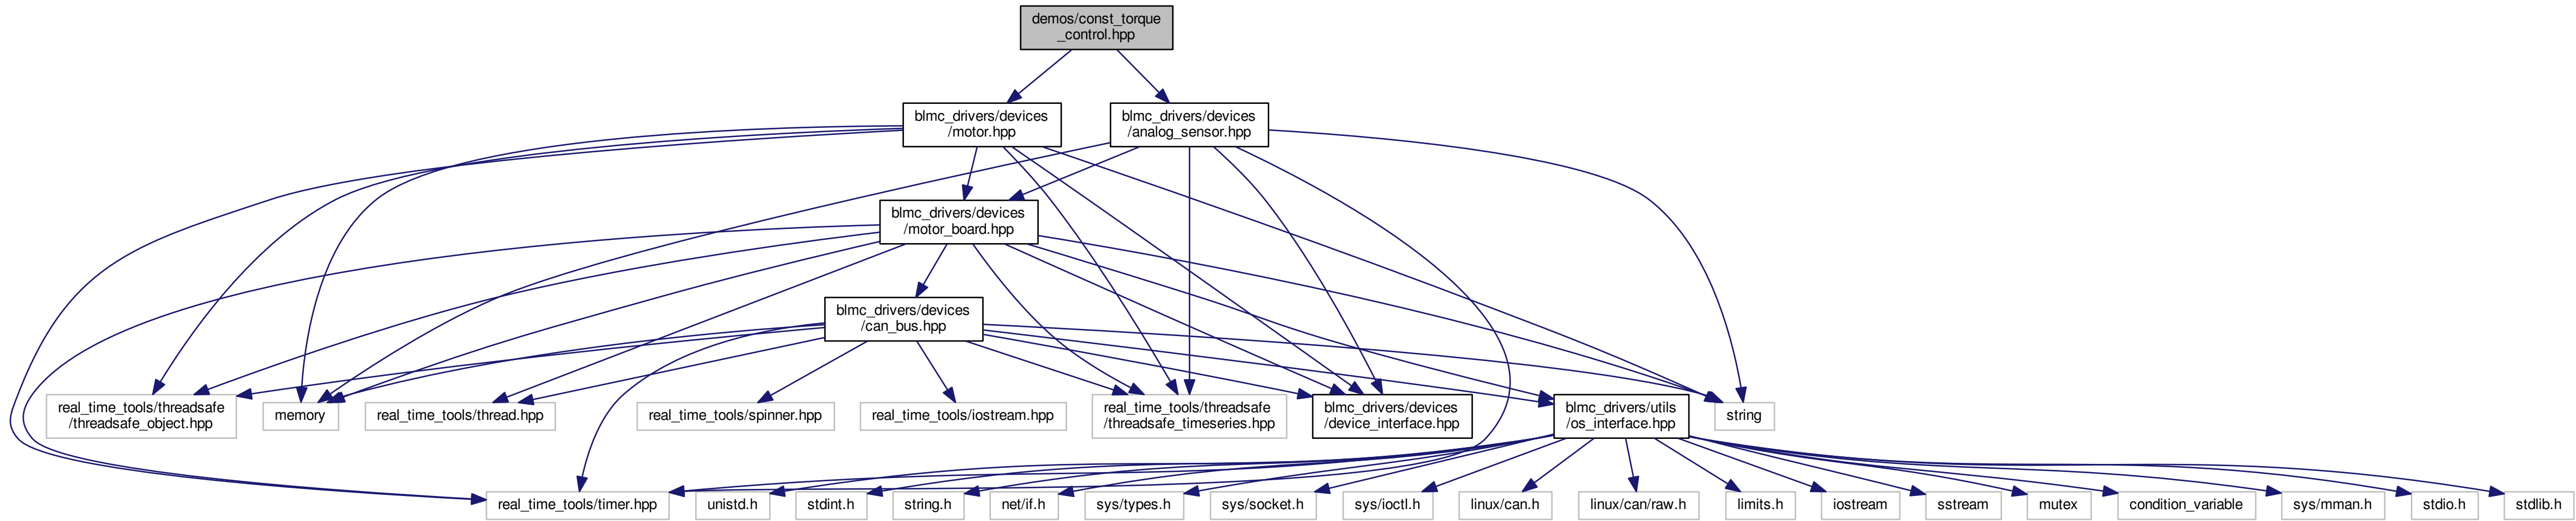 demos/const_torque
_control.hpp
blmc_drivers/devices
/motor.hpp
blmc_drivers/devices
/analog_sensor.hpp
blmc_drivers/devices
/motor_board.hpp
blmc_drivers/devices
/can_bus.hpp
real_time_tools/threadsafe
/threadsafe_object.hpp
memory
real_time_tools/thread.hpp
real_time_tools/spinner.hpp
real_time_tools/iostream.hpp
real_time_tools/threadsafe
/threadsafe_timeseries.hpp
blmc_drivers/devices
/device_interface.hpp
blmc_drivers/utils
/os_interface.hpp
string
real_time_tools/timer.hpp
unistd.h
stdint.h
string.h
net/if.h
sys/types.h
sys/socket.h
sys/ioctl.h
linux/can.h
linux/can/raw.h
limits.h
iostream
sstream
mutex
condition_variable
sys/mman.h
stdio.h
stdlib.h